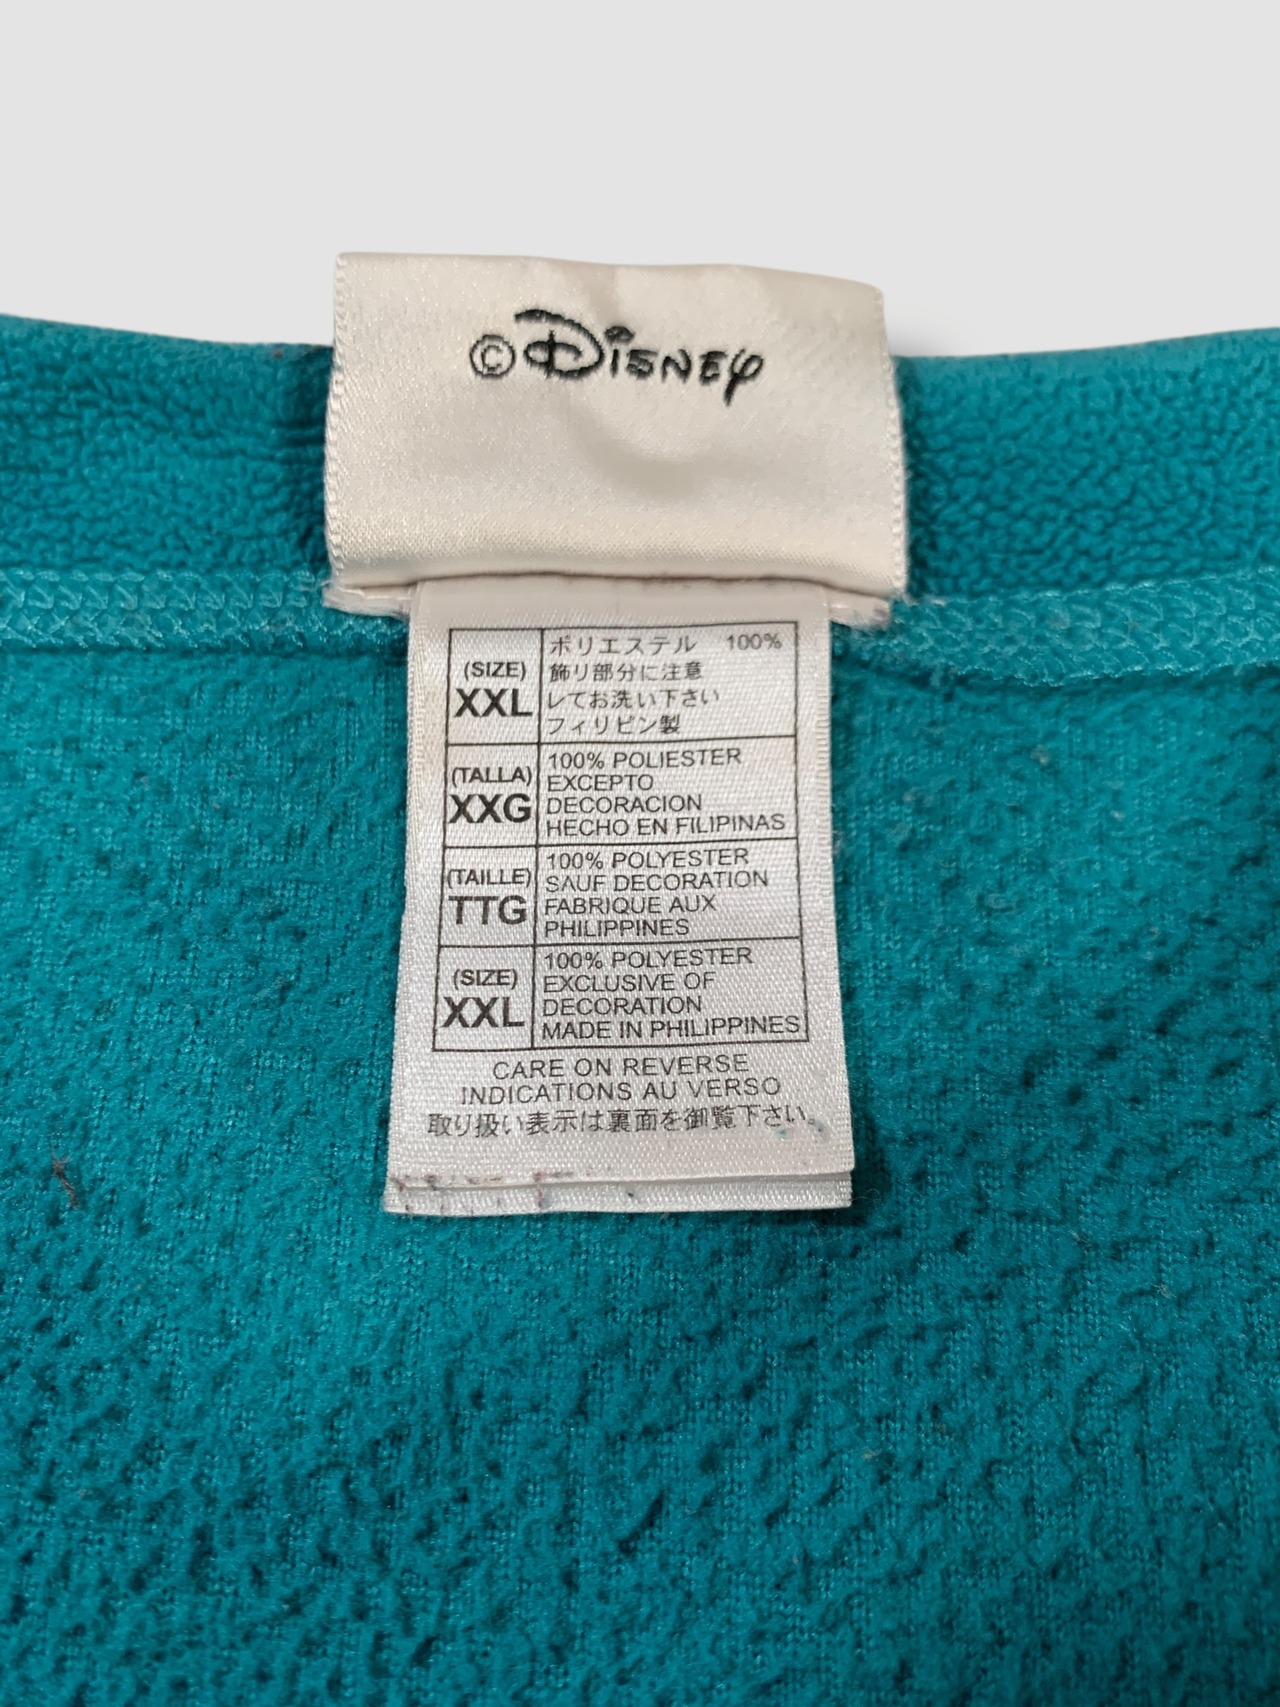 ©Disney
(SIZE)
XXL
ポリエステル 100%
飾リ部分に注意
レてお洗い下さい
フィリピン製
(TALLA)
XXG
100% POLIESTER
EXCEPTO
DECORACION
HECHO EN FILIPINAS
(TAILLE)
TTG
100% POLYESTER
SAUF DECORATION
FABRIQUE AUX
PHILIPPINES
(SIZE)
XXL
100% POLYESTER
EXCLUSIVE OF
DECORATION
MADE IN PHILIPPINES
CARE ON REVERSE
INDICATIONS AU VERSO
取り扱い表示は裏面を御覧下さい。